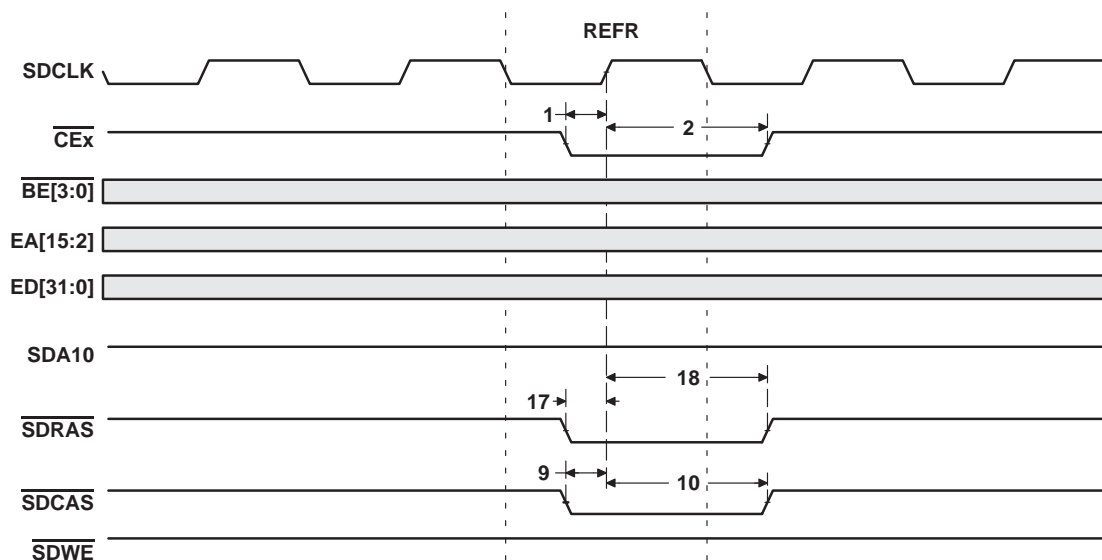 REFR
SDCLK
1
2
CEx
BE[3:0]
EA[15:2]
ED[31:0]
SDA10
18
17
SDRAS
9
10
SDCAS
SDWE